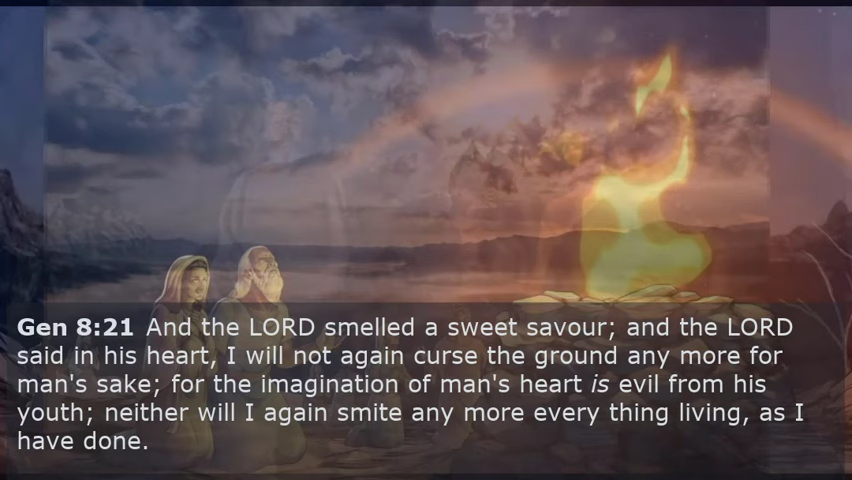 Gen 8:21 And the LORD smelled a sweet savour; and the LORD
said in his heart, I will not again curse the ground any more for
man's sake; for the imagination of man's heart is evil from his
youth; neither will I again smite any more every thing living, as I
have done.